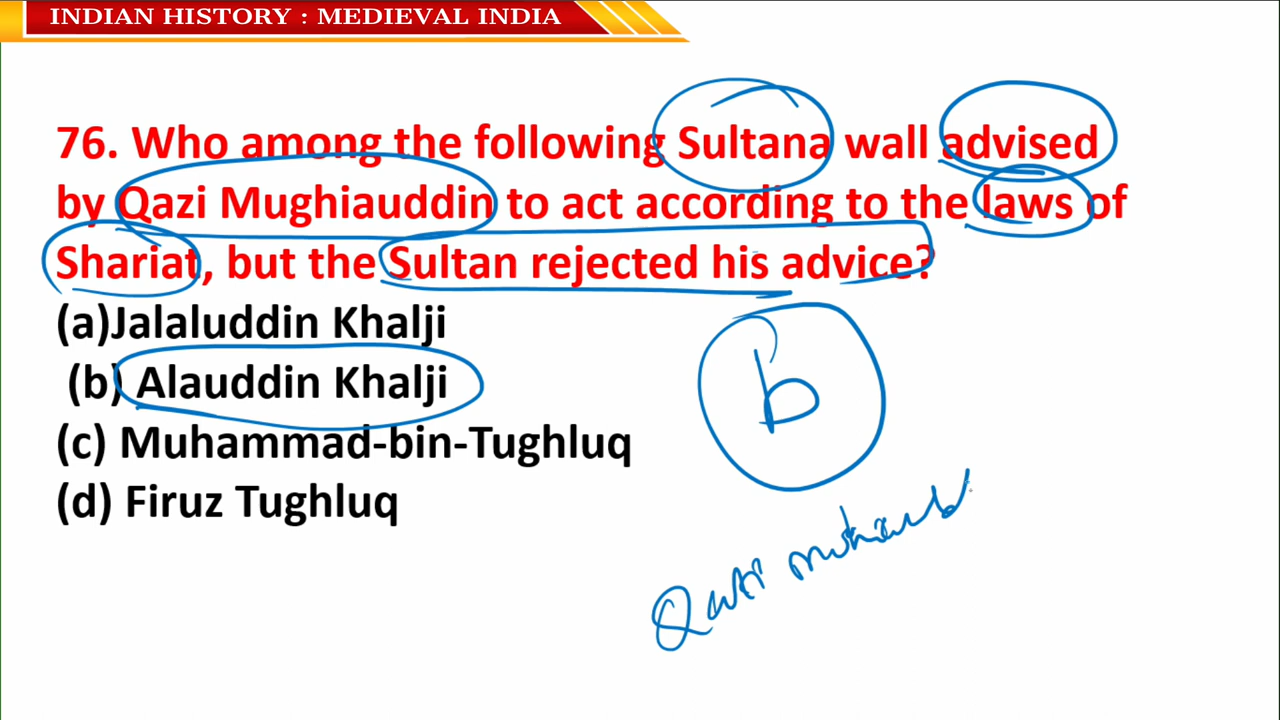 INDIAN HISTORY : MEDIEVAL INDIA
76. Who among the following Sultana wall advised
by Qazi Mughiauddin to act according to the laws of
Shariat, but the Sultan rejected his advice?
(a)Jalaluddin Khalji
(b) Alauddin Khalji
b
(c) Muhammad-bin-Tughluq
(d) Firuz Tughluq
Qazi